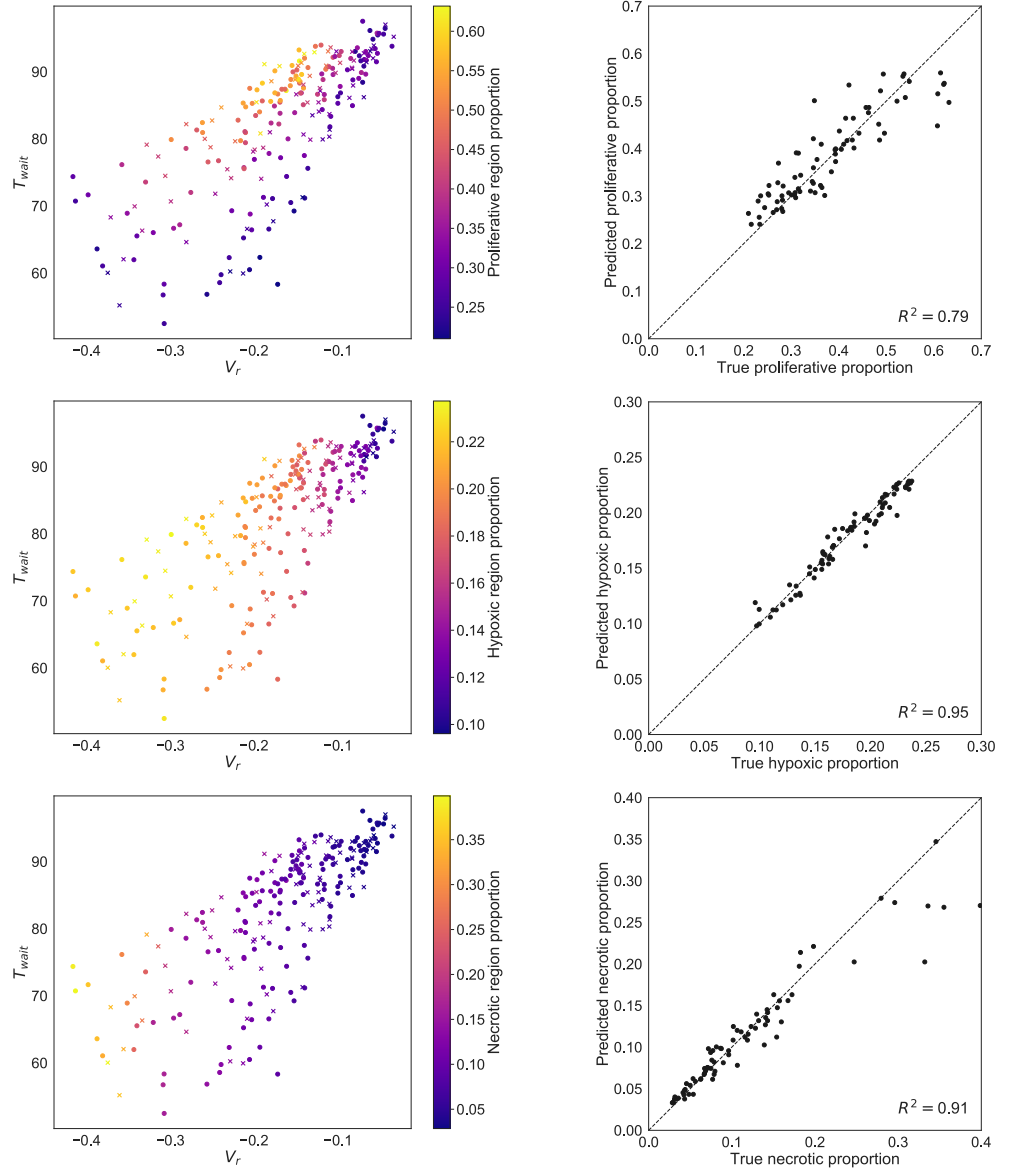 90
80
70
60
T_wait
−0.4 −0.3 −0.2 −0.1
V_r
0.60
0.55
0.50
0.45
0.40
0.35
0.30
0.25
Proliferative region proportion
0.7
0.6
0.5
0.4
0.3
0.2
0.1
0.0
Predicted proliferative proportion
R² = 0.79
0.0 0.1 0.2 0.3 0.4 0.5 0.6 0.7
True proliferative proportion
90
80
70
60
T_wait
−0.4 −0.3 −0.2 −0.1
V_r
0.22
0.20
0.18
0.16
0.14
0.12
0.10
Hypoxic region proportion
0.30
0.25
0.20
0.15
0.10
0.05
0.00
Predicted hypoxic proportion
R² = 0.95
0.00 0.05 0.10 0.15 0.20 0.25 0.30
True hypoxic proportion
90
80
70
60
T_wait
−0.4 −0.3 −0.2 −0.1
V_r
0.35
0.30
0.25
0.20
0.15
0.10
0.05
Necrotic region proportion
0.40
0.35
0.30
0.25
0.20
0.15
0.10
0.05
0.00
Predicted necrotic proportion
R² = 0.91
0.0 0.1 0.2 0.3 0.4
True necrotic proportion